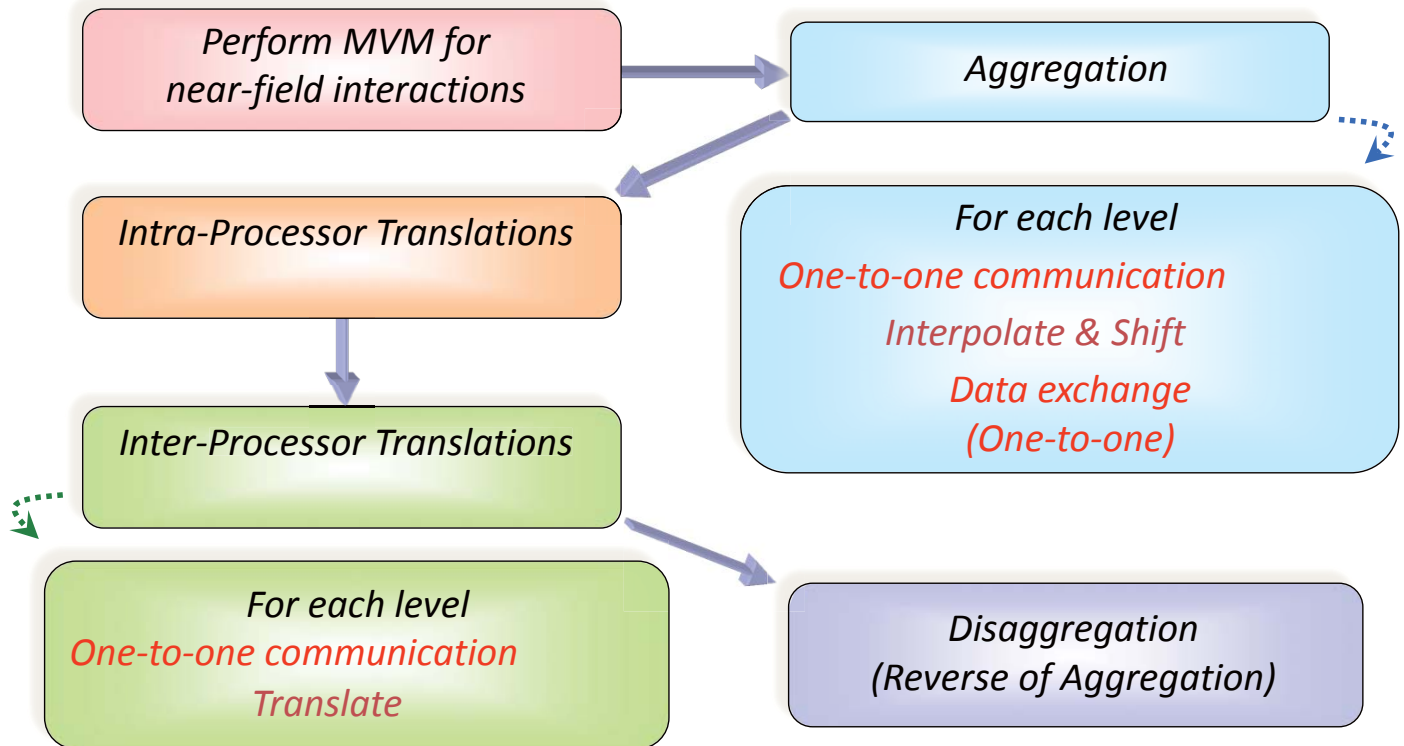 Perform MVM for
near-field interactions
Aggregation
Intra-Processor Translations
For each level
One-to-one communication
Interpolate & Shift
Data exchange
(One-to-one)
Inter-Processor Translations
For each level
One-to-one communication
Translate
Disaggregation
(Reverse of Aggregation)